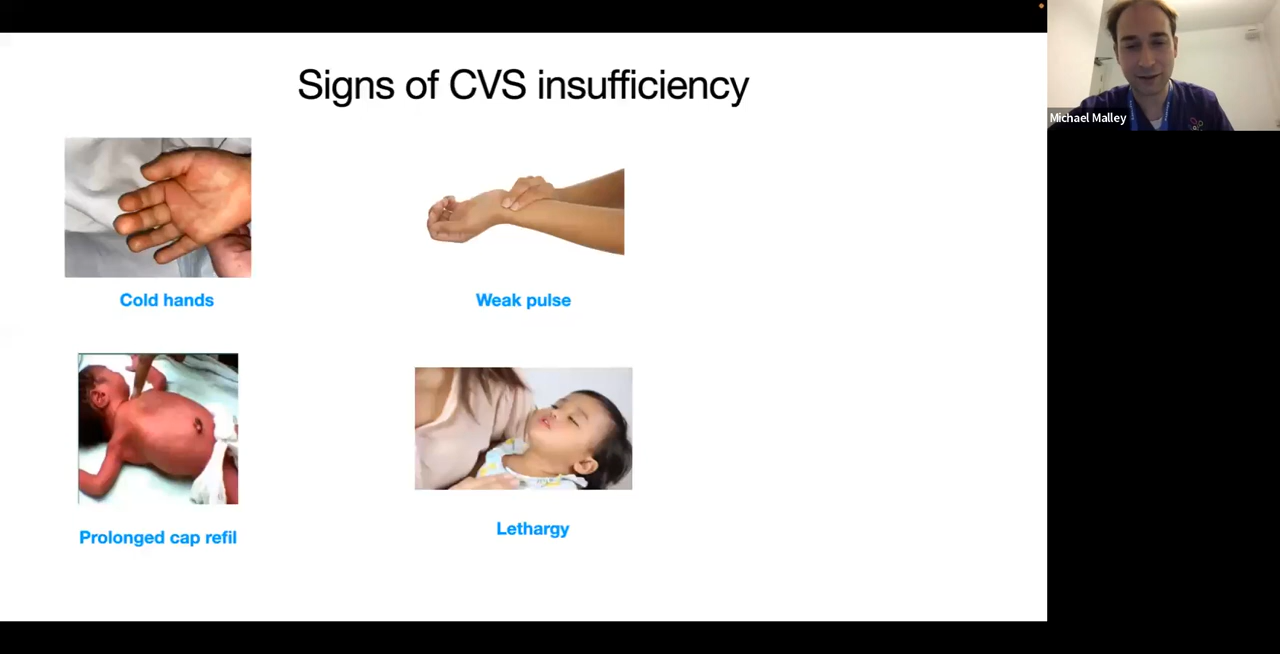 Signs of CVS insufficiency
Michael Malley
Cold hands
Weak pulse
Prolonged cap refil
Lethargy